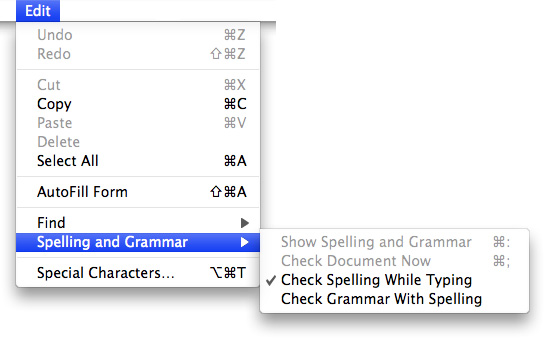 Edit
Undo ⌘Z
Redo ⇧⌘Z
Cut ⌘X
Copy ⌘C
Paste ⌘V
Delete
Select All ⌘A
AutoFill Form ⇧⌘A
Find ▶
Spelling and Grammar ▶
Show Spelling and Grammar ⌘:
Check Document Now ⌘;
✓ Check Spelling While Typing
Check Grammar With Spelling
Special Characters... ⌥⌘T